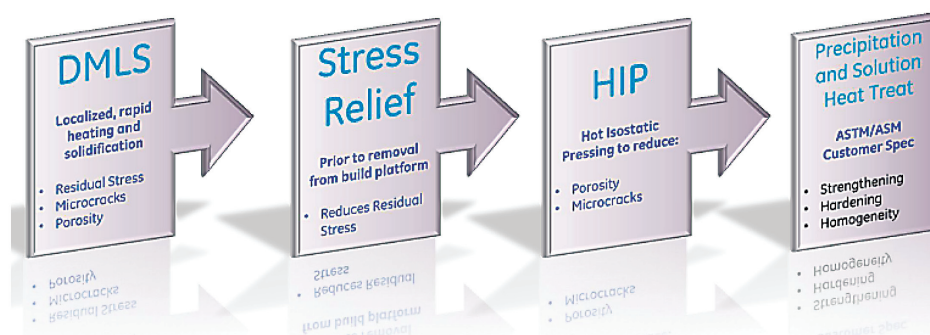 DMLS
Localized, rapid
heating and
solidification
• Residual Stress
• Microcracks
• Porosity
Stress
Relief
Prior to removal
from build platform
• Reduces Residual
Stress
HIP
Hot Isostatic
Pressing to reduce:
• Porosity
• Microcracks
Precipitation
and Solution
Heat Treat
ASTM/ASM
Customer Spec
• Strengthening
• Hardening
• Homogeneity